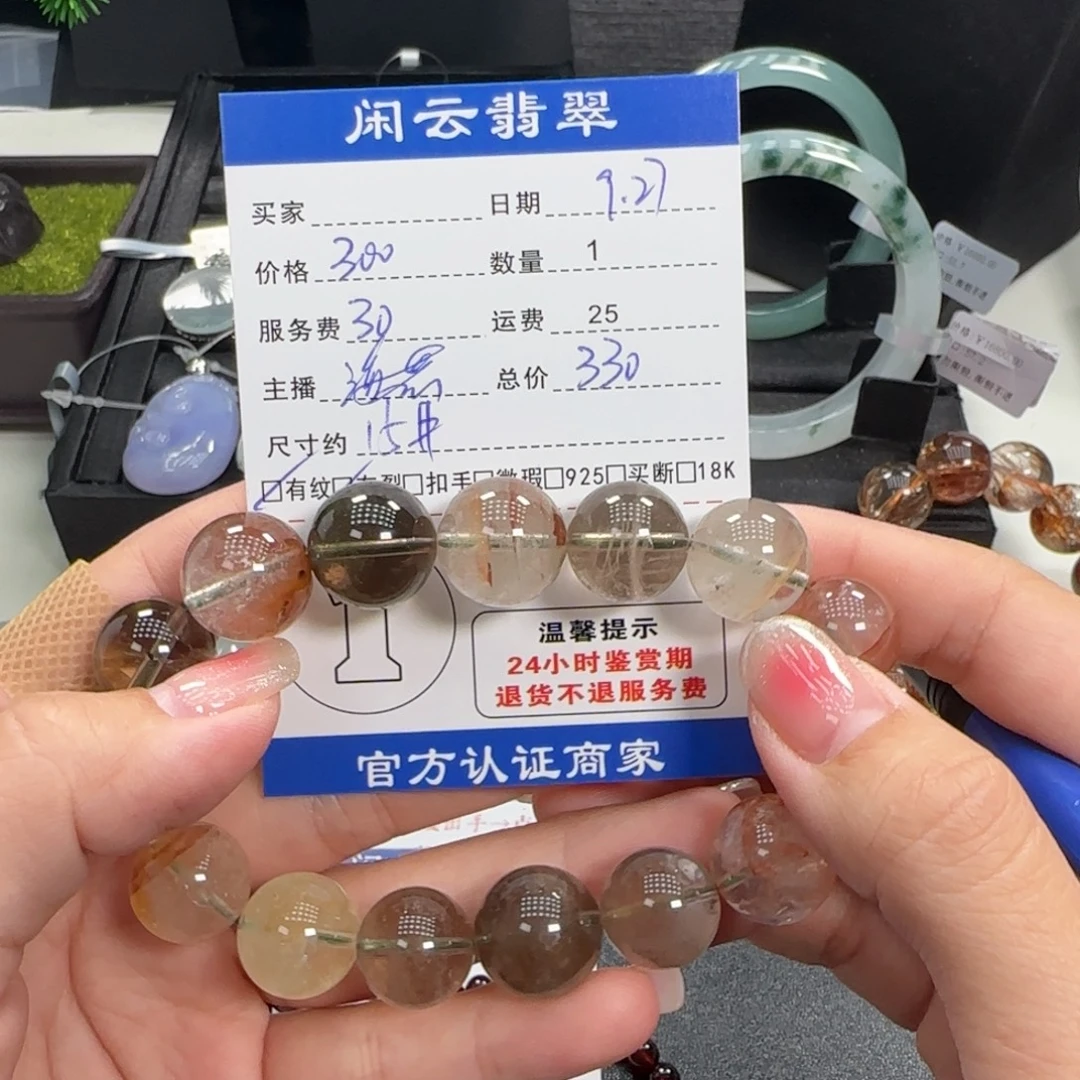 闲云翡翠
买家 日期 9.27
价格 300 数量 1
服务费 30 运费 25
主播 总价 330
尺寸约 15#
有纹 有裂 扣手 微瑕 925 买断 18K
温馨提示
24小时鉴赏期
退货不退服务费
官方认证商家